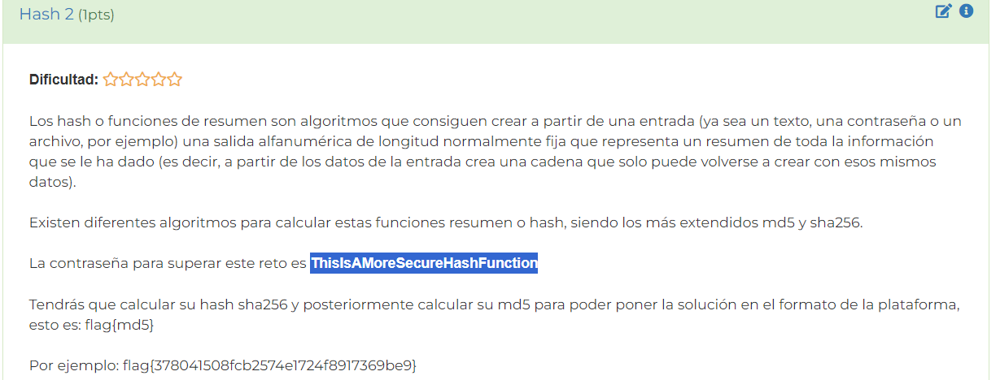 Hash 2 (1pts)
Dificultad:
Los hash o funciones de resumen son algoritmos que consiguen crear a partir de una entrada (ya sea un texto, una contraseña o un
archivo, por ejemplo) una salida alfanumérica de longitud normalmente fija que representa un resumen de toda la información
que se le ha dado (es decir, a partir de los datos de la entrada crea una cadena que solo puede volverse a crear con esos mismos
datos).
Existen diferentes algoritmos para calcular estas funciones resumen o hash, siendo los más extendidos md5 y sha256.
La contraseña para superar este reto es ThisIsAMoreSecureHashFunction
Tendrás que calcular su hash sha256 y posteriormente calcular su md5 para poder poner la solución en el formato de la plataforma,
esto es: flag{md5}
Por ejemplo: flag{378041508fcb2574e1724f8917369be9}